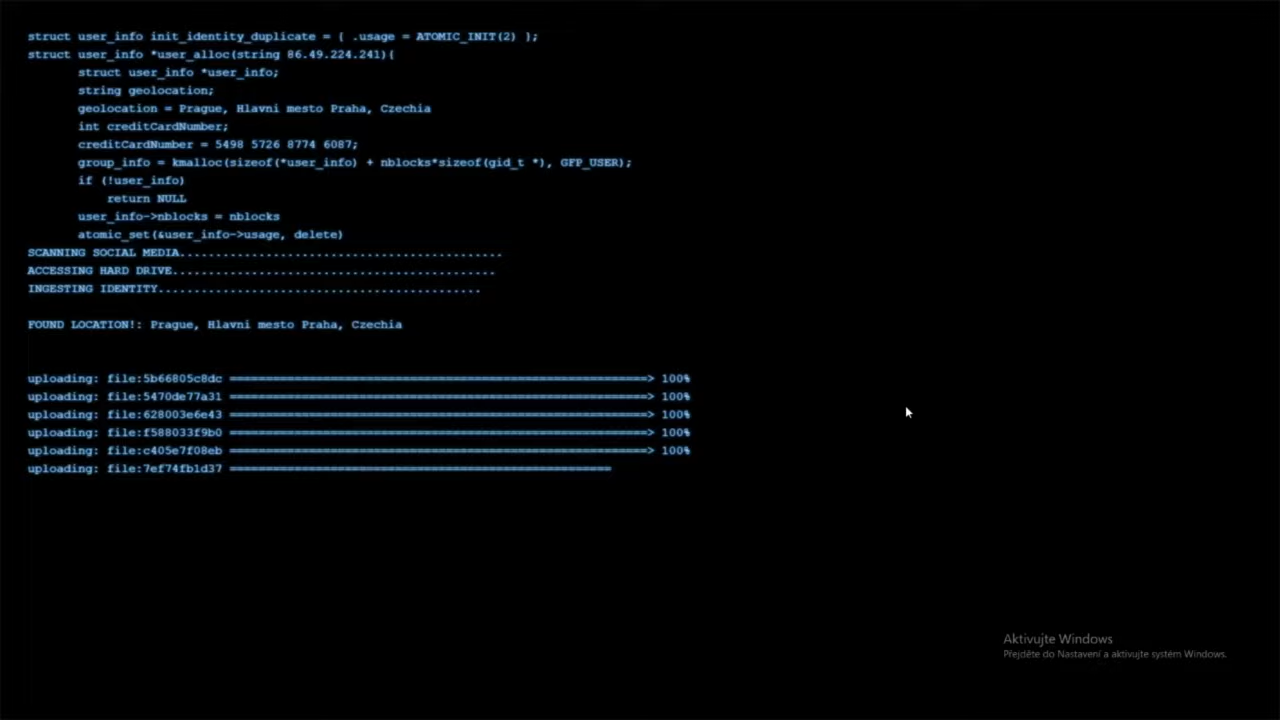 struct user_info init_identity_duplicate = { .usage = ATOMIC_INIT(2) };
struct user_info *user_alloc(string 86.49.224.241){
struct user_info *user_info;
string geolocation;
geolocation = Prague, Hlavni mesto Praha, Czechia
int creditCardNumber;
creditCardNumber = 5498 5726 8774 6087;
group_info = kmalloc(sizeof(*user_info) + nblocks*sizeof(gid_t *), GFP_USER);
if (!user_info)
return NULL
user_info->nblocks = nblocks
atomic_set(&user_info->usage, delete)
SCANNING SOCIAL MEDIA.............................................
ACCESSING HARD DRIVE.............................................
INGESTING IDENTITY.............................................
FOUND LOCATION!: Prague, Hlavni mesto Praha, Czechia
uploading: file:5b66805c8dc ==========================================================> 100%
uploading: file:5470de77a31 ==========================================================> 100%
uploading: file:628003e6e43 ==========================================================> 100%
uploading: file:f588033f9b0 ==========================================================> 100%
uploading: file:c405e7f08eb ==========================================================> 100%
uploading: file:7ef74fb1d37 =====================================================
Aktivujte Windows
Přejděte do Nastavení a aktivujte systém Windows.